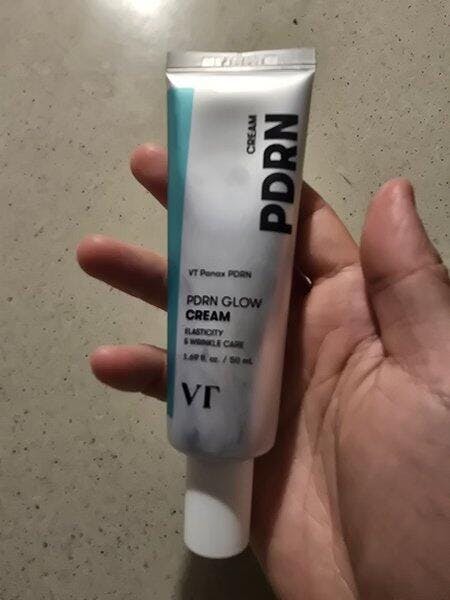 CREAM
PDRN
VT Panax PDRN
PDRN GLOW
CREAM
ELASTICITY
& WRINKLE CARE
1.69 fl. oz. / 50 mL
VT